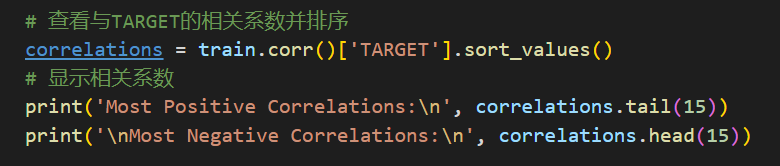 # 查看与TARGET的相关系数并排序
correlations = train.corr()['TARGET'].sort_values()
# 显示相关系数
print('Most Positive Correlations:\n', correlations.tail(15))
print('\nMost Negative Correlations:\n', correlations.head(15))